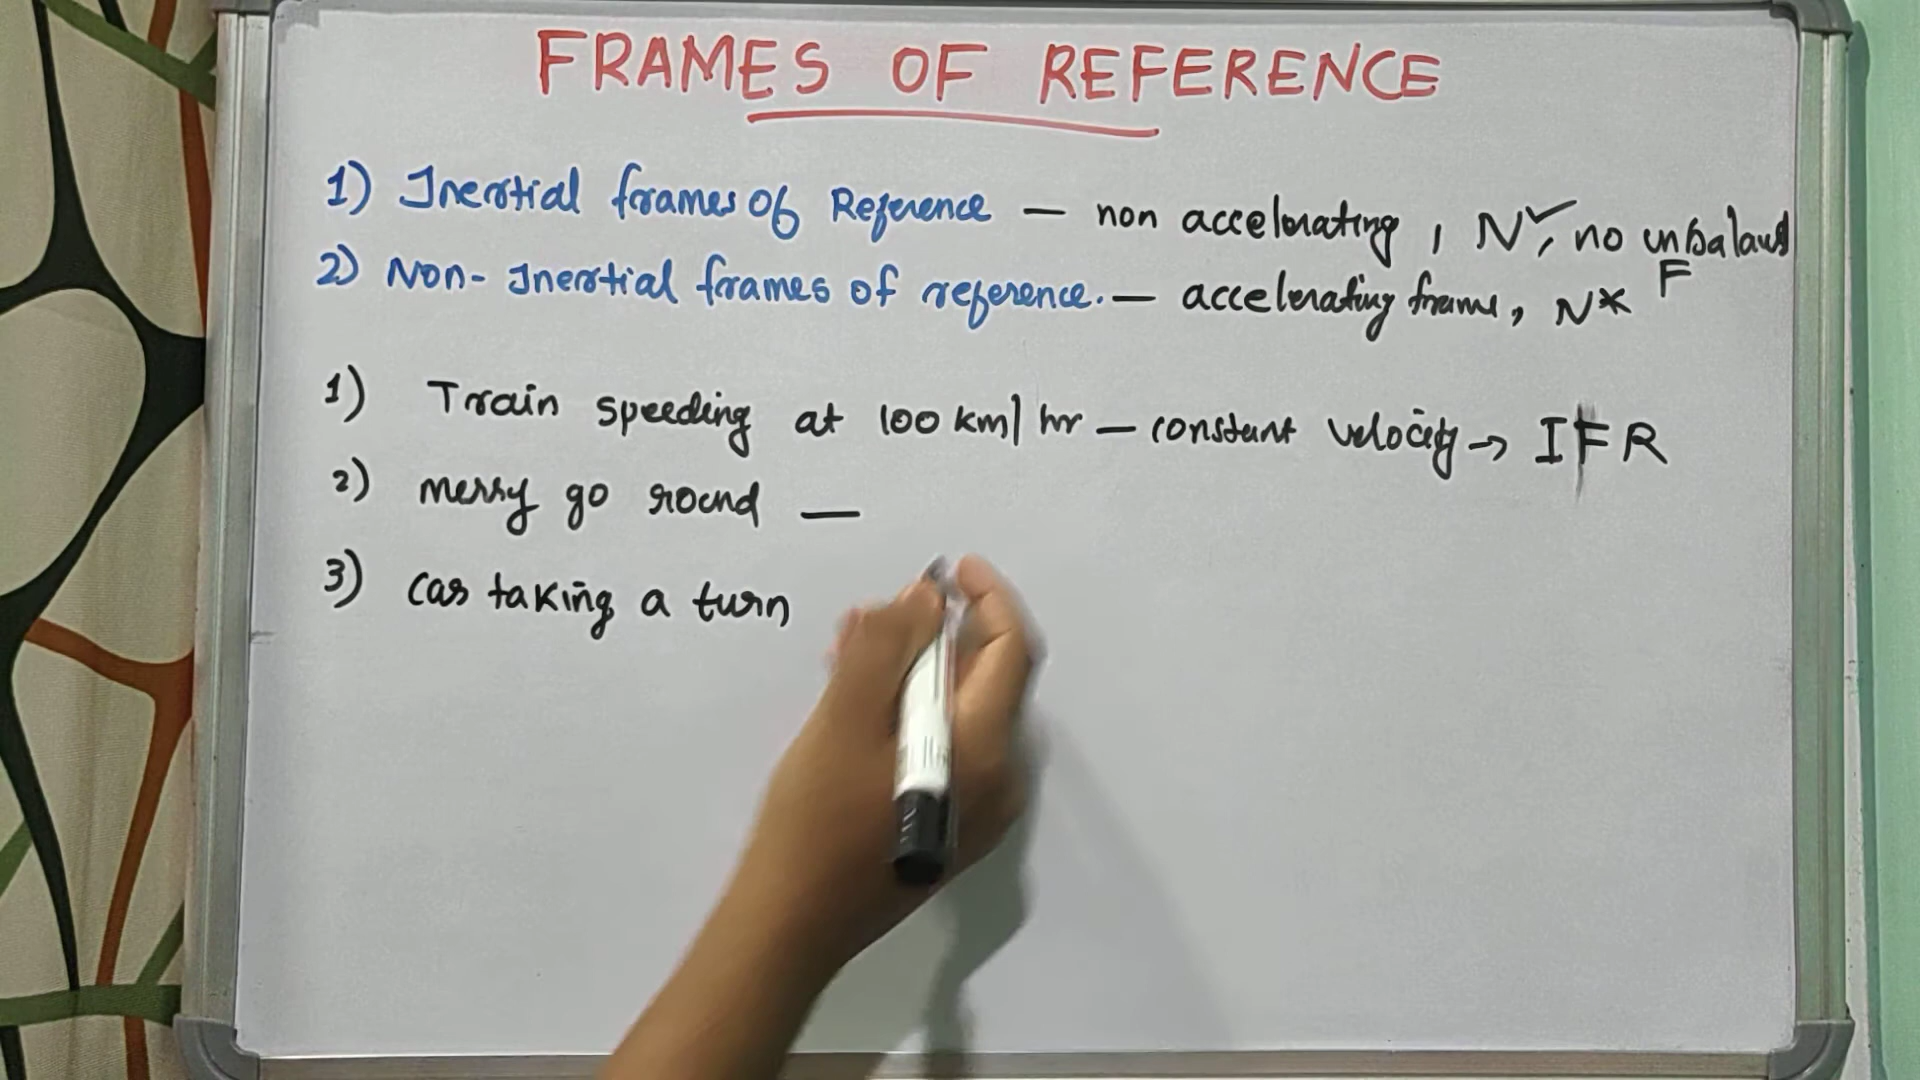 FRAMES OF REFERENCE
1) Inertial frames of Reference — non accelerating, N✓, no unbalanced F
2) Non-Inertial frames of reference. — accelerating frame, N×
1) Train speeding at 100 km/hr — constant velocity → IFR
2) merry go round —
3) car taking a turn